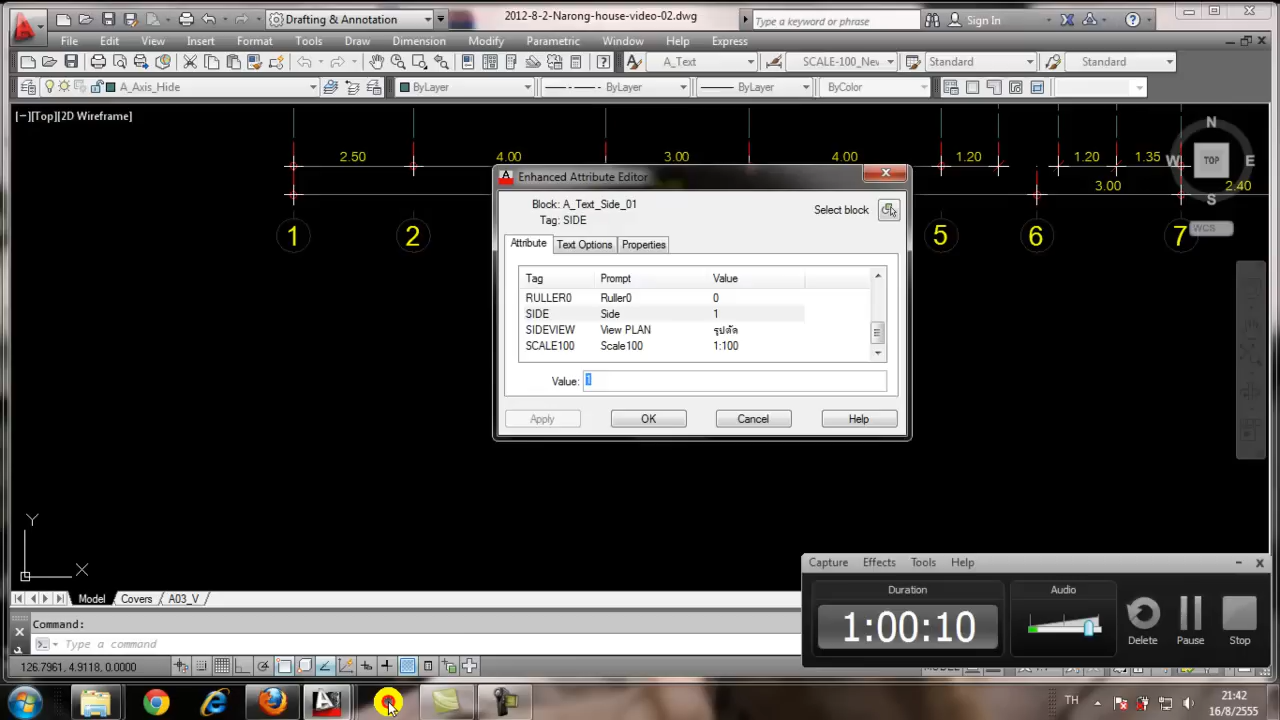 Drafting & Annotation
2012-8-2-Narong-house-video-02.dwg
Type a keyword or phrase
Sign In
File Edit View Insert Format Tools Draw Dimension Modify Parametric Window Help Express
A_Text SCALE-100_New Standard Standard
A_Axis_Hide ByLayer ByLayer ByLayer ByColor
[−][Top][2D Wireframe]
N
W TOP E
S
WCS
2.50 4.00 3.00 4.00 1.20 1.20 1.35
3.00 2.40
1 2 5 6 7
Enhanced Attribute Editor
Block: A_Text_Side_01
Tag: SIDE
Select block
Attribute Text Options Properties
Tag Prompt Value
RULLER0 Ruller0 0
SIDE Side 1
SIDEVIEW View PLAN รูปตัด
SCALE100 Scale100 1:100
Value: 1
Apply OK Cancel Help
Y
X
Capture Effects Tools Help
Duration Audio
1:00:10
Delete Pause Stop
Model Covers A03_V
Command:
Type a command
126.7961, 4.9118, 0.0000
TH
21:42
16/8/2555